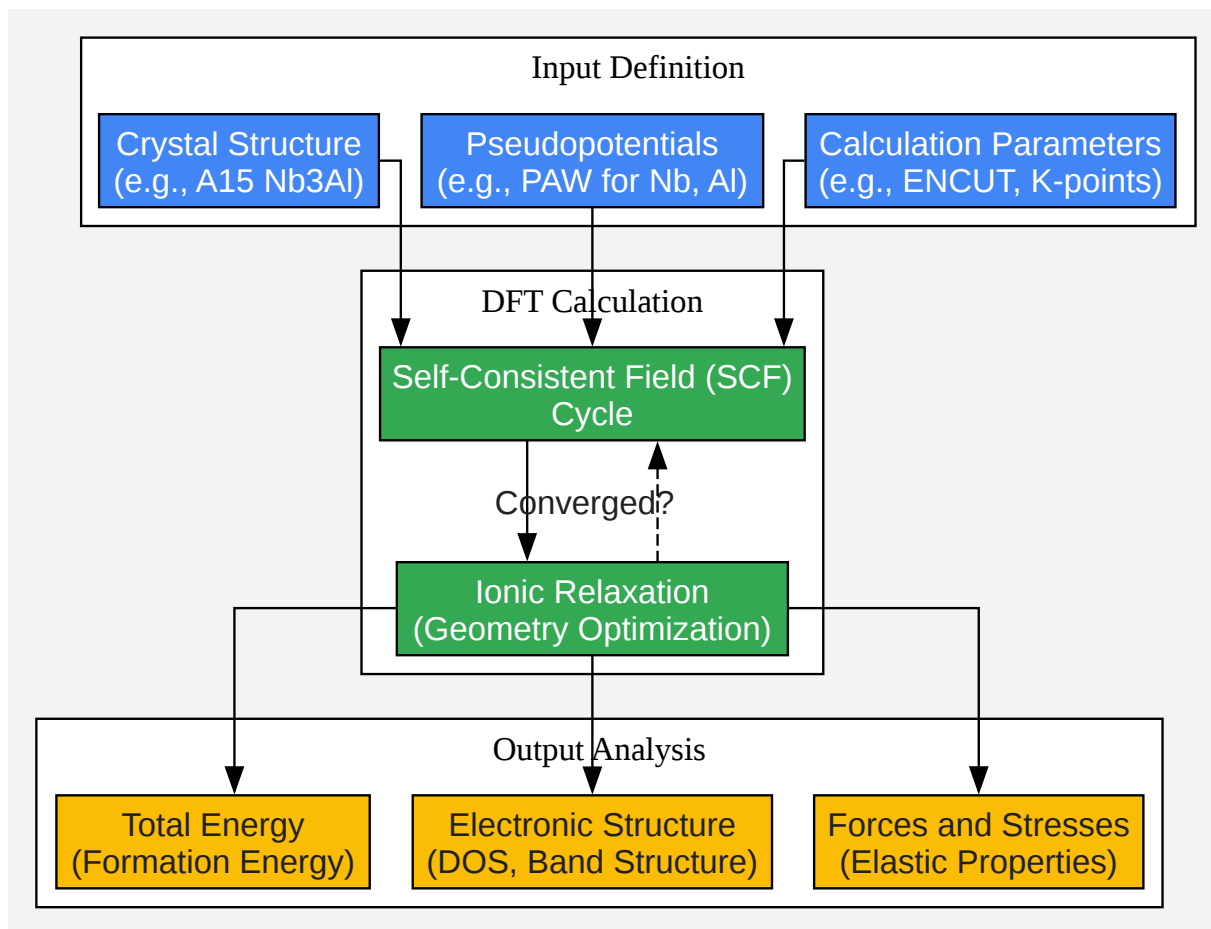 Input Definition
Crystal Structure
(e.g., A15 Nb3Al)
Pseudopotentials
(e.g., PAW for Nb, Al)
Calculation Parameters
(e.g., ENCUT, K-points)
DFT Calculation
Self-Consistent Field (SCF)
Cycle
Converged?
Ionic Relaxation
(Geometry Optimization)
Output Analysis
Total Energy
(Formation Energy)
Electronic Structure
(DOS, Band Structure)
Forces and Stresses
(Elastic Properties)